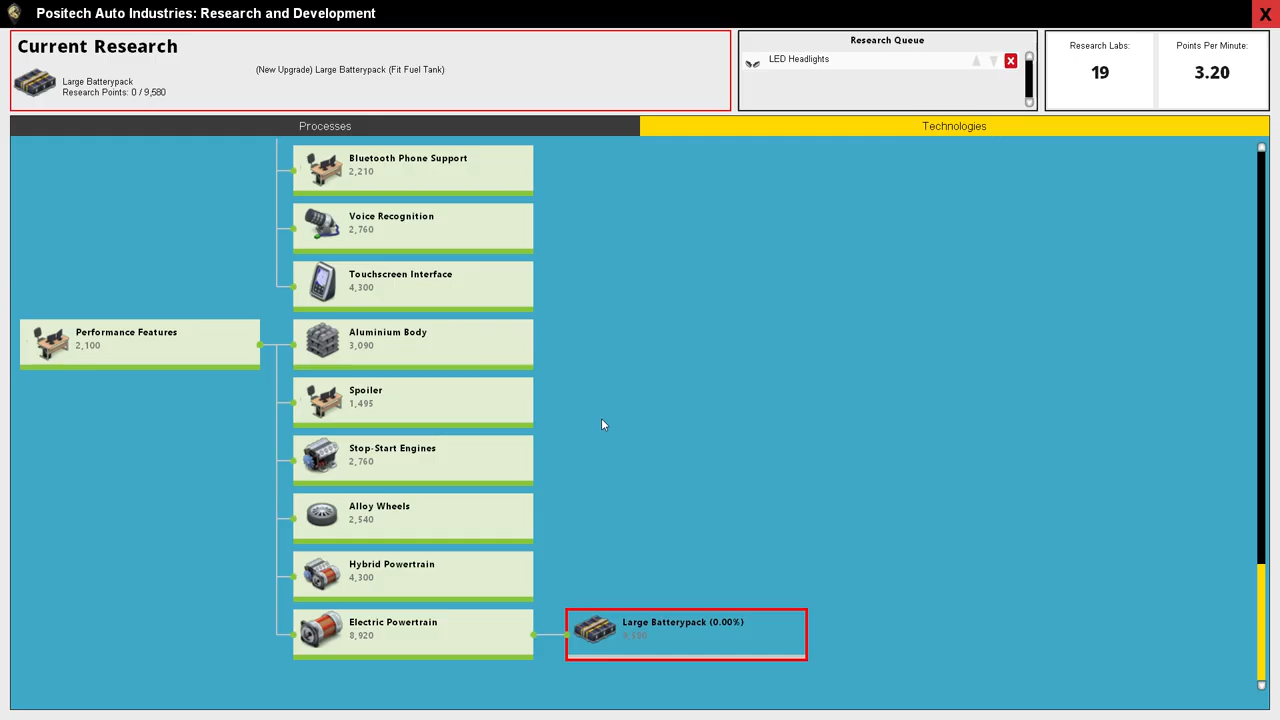 Positech Auto Industries: Research and Development
X
Current Research
Large Batterypack
Research Points: 0 / 9,580
(New Upgrade) Large Batterypack (Fit Fuel Tank)
Research Queue
LED Headlights
Research Labs:
19
Points Per Minute:
3.20
Processes
Technologies
Bluetooth Phone Support
2,210
Voice Recognition
2,760
Touchscreen Interface
4,300
Performance Features
2,100
Aluminium Body
3,090
Spoiler
1,495
Stop-Start Engines
2,760
Alloy Wheels
2,540
Hybrid Powertrain
4,300
Electric Powertrain
8,920
Large Batterypack (0.00%)
9,580